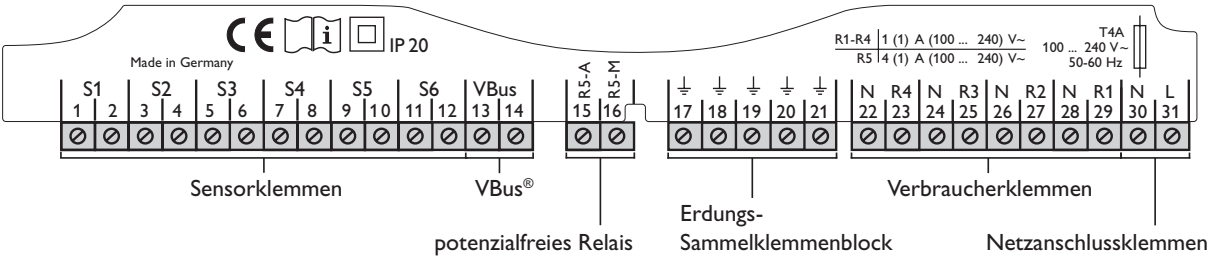 CE i IP 20
Made in Germany
R1-R4 1 (1) A (100 ... 240) V~
R5 4 (1) A (100 ... 240) V~
T4A
100 ... 240 V~
50-60 Hz
S1 S2 S3 S4 S5 S6 VBus R5-A R5-M N R4 N R3 N R2 N R1 N L
1 2 3 4 5 6 7 8 9 10 11 12 13 14 15 16 17 18 19 20 21 22 23 24 25 26 27 28 29 30 31
Sensorklemmen VBus® Verbraucherklemmen
potenzialfreies Relais
Erdungs-
Sammelklemmenblock
Netzanschlussklemmen